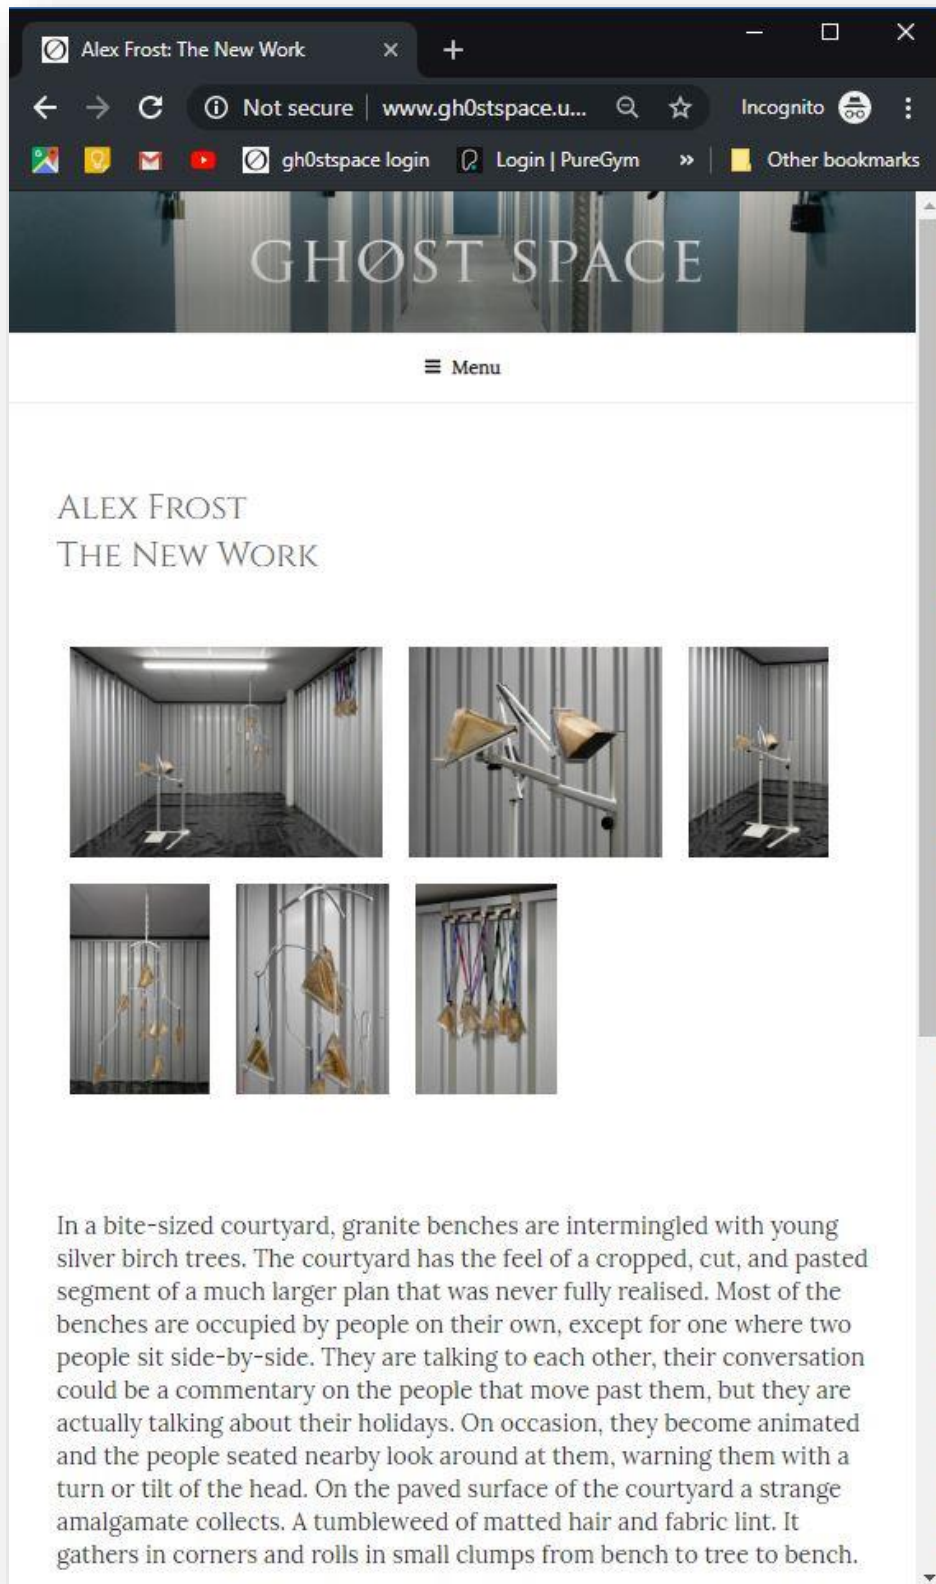 Alex Frost: The New Work
Not secure | www.gh0stspace.u... Incognito
gh0stspace login Login | PureGym » Other bookmarks
GHØST SPACE
Menu
ALEX FROST
THE NEW WORK
In a bite-sized courtyard, granite benches are intermingled with young
silver birch trees. The courtyard has the feel of a cropped, cut, and pasted
segment of a much larger plan that was never fully realised. Most of the
benches are occupied by people on their own, except for one where two
people sit side-by-side. They are talking to each other, their conversation
could be a commentary on the people that move past them, but they are
actually talking about their holidays. On occasion, they become animated
and the people seated nearby look around at them, warning them with a
turn or tilt of the head. On the paved surface of the courtyard a strange
amalgamate collects. A tumbleweed of matted hair and fabric lint. It
gathers in corners and rolls in small clumps from bench to tree to bench.